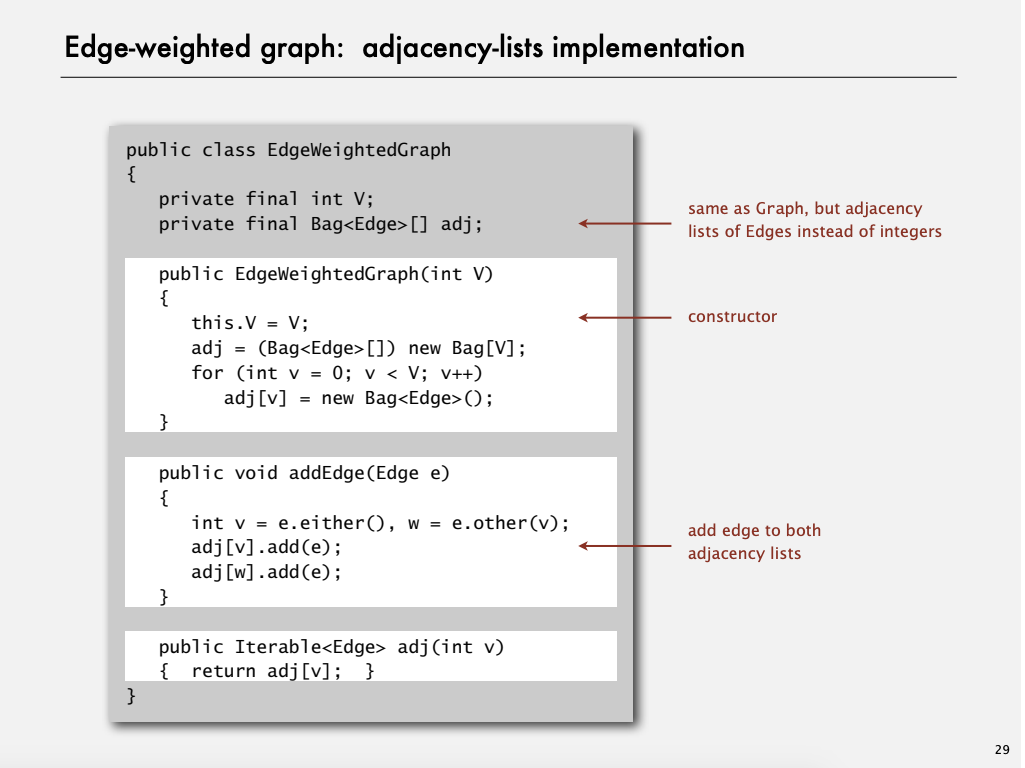 Edge-weighted graph: adjacency-lists implementation
public class EdgeWeightedGraph
{
private final int V;
private final Bag<Edge>[] adj;
same as Graph, but adjacency
lists of Edges instead of integers
public EdgeWeightedGraph(int V)
{
this.V = V;
constructor
adj = (Bag<Edge>[]) new Bag[V];
for (int v = 0; v < V; v++)
adj[v] = new Bag<Edge>();
}
public void addEdge(Edge e)
{
int v = e.either(), w = e.other(v);
adj[v].add(e);
adj[w].add(e);
}
add edge to both
adjacency lists
public Iterable<Edge> adj(int v)
{ return adj[v]; }
}
29